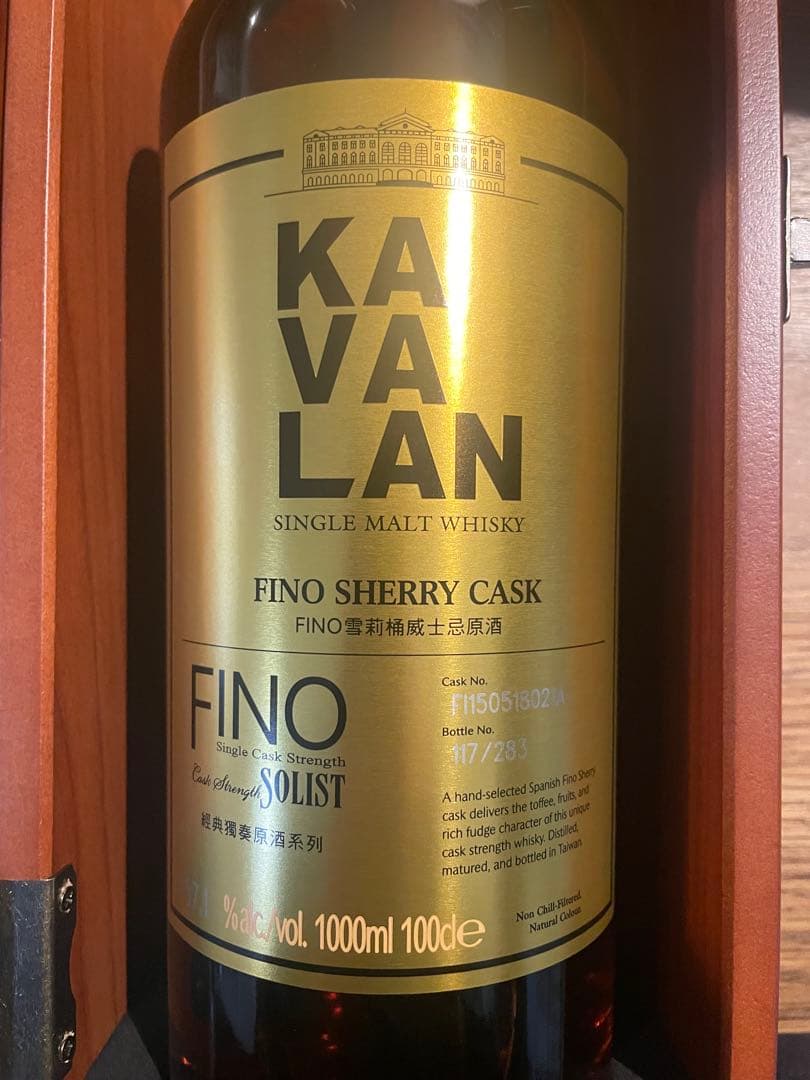 KA
VA
LAN
SINGLE MALT WHISKY
FINO SHERRY CASK
FINO雪莉桶威士忌原酒
FINO
Single Cask Strength
Cask Strength SOLIST
經典獨奏原酒系列
Cask No.
Bottle No.
117/283
A hand-selected Spanish Fino Sherry
cask delivers the toffee, fruits, and
rich fudge character of this unique
cask strength whisky. Distilled,
matured, and bottled in Taiwan.
%alc./vol. 1000ml 100cle
Non Chill-Filtered.
Natural Colour.